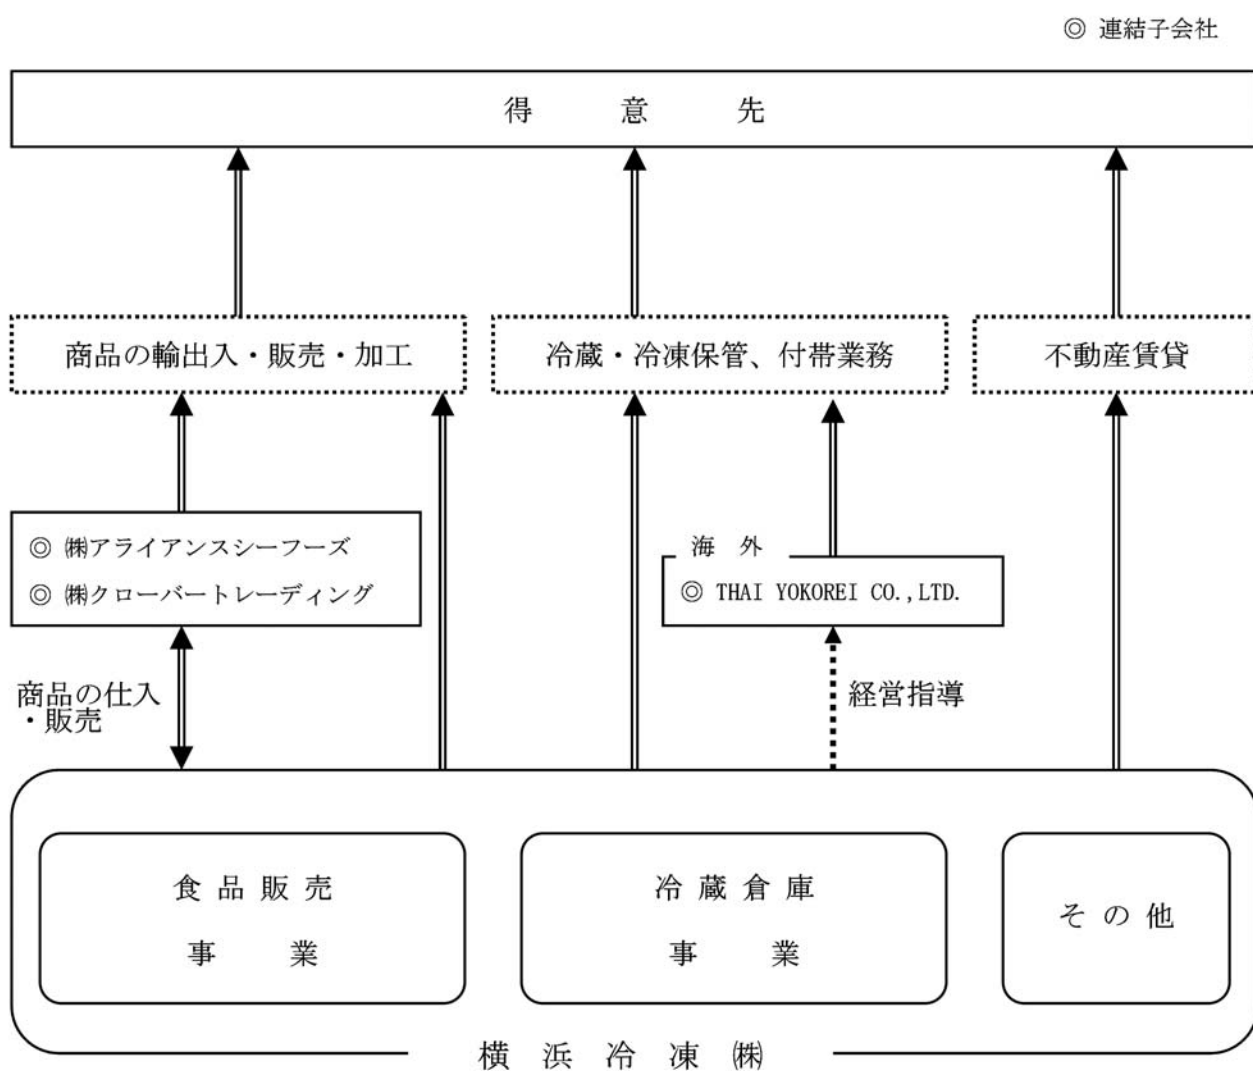 ◎ 連結子会社
得意先
商品の輸出入・販売・加工
冷蔵・冷凍保管、付帯業務
不動産賃貸
◎ ㈱アライアンスシーフーズ
◎ ㈱クローバートレーディング
海 外
◎ THAI YOKOREI CO.,LTD.
商品の仕入
・販売
経営指導
食品販売
事業
冷蔵倉庫
事業
その他
横浜冷凍㈱